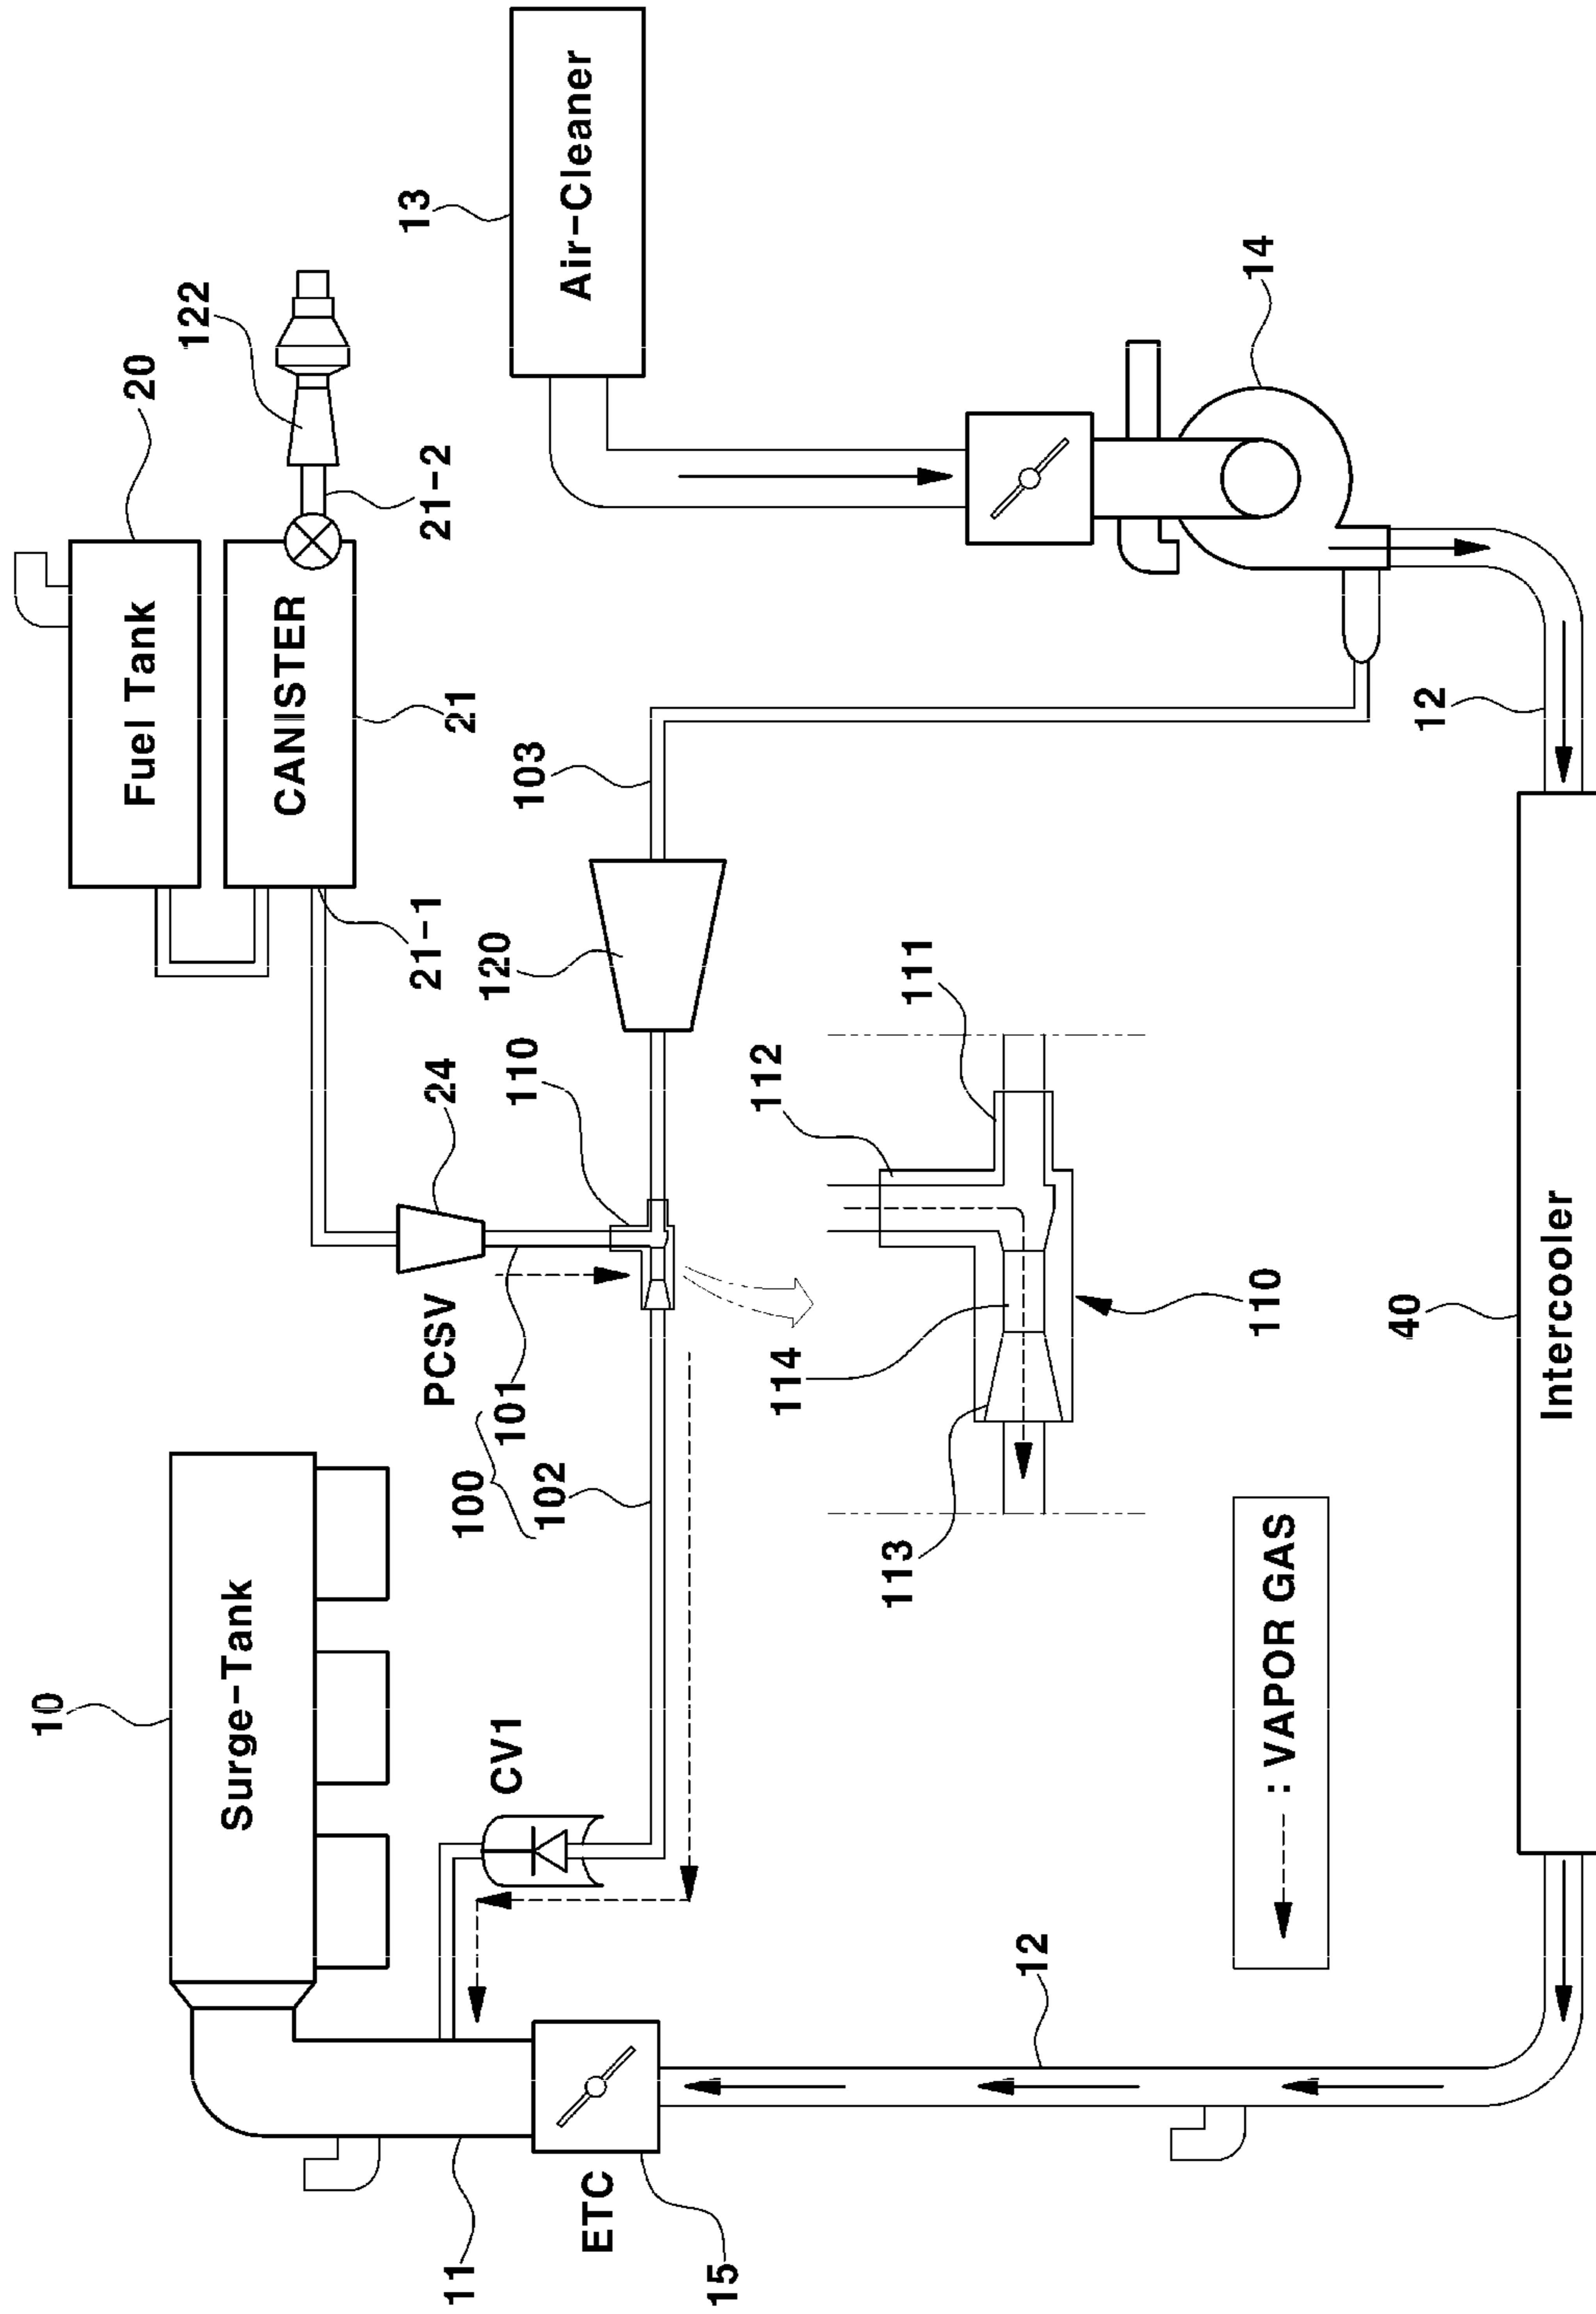 10
20
Fuel Tank
122
Surge-Tank
CANISTER
13
21-1
21-2
PCSV
24
11
21
100
120
CV1
101
110
103
102
Air-Cleaner
ETC
15
112
114
113
111
12
14
110
: VAPOR GAS
40
12
Intercooler